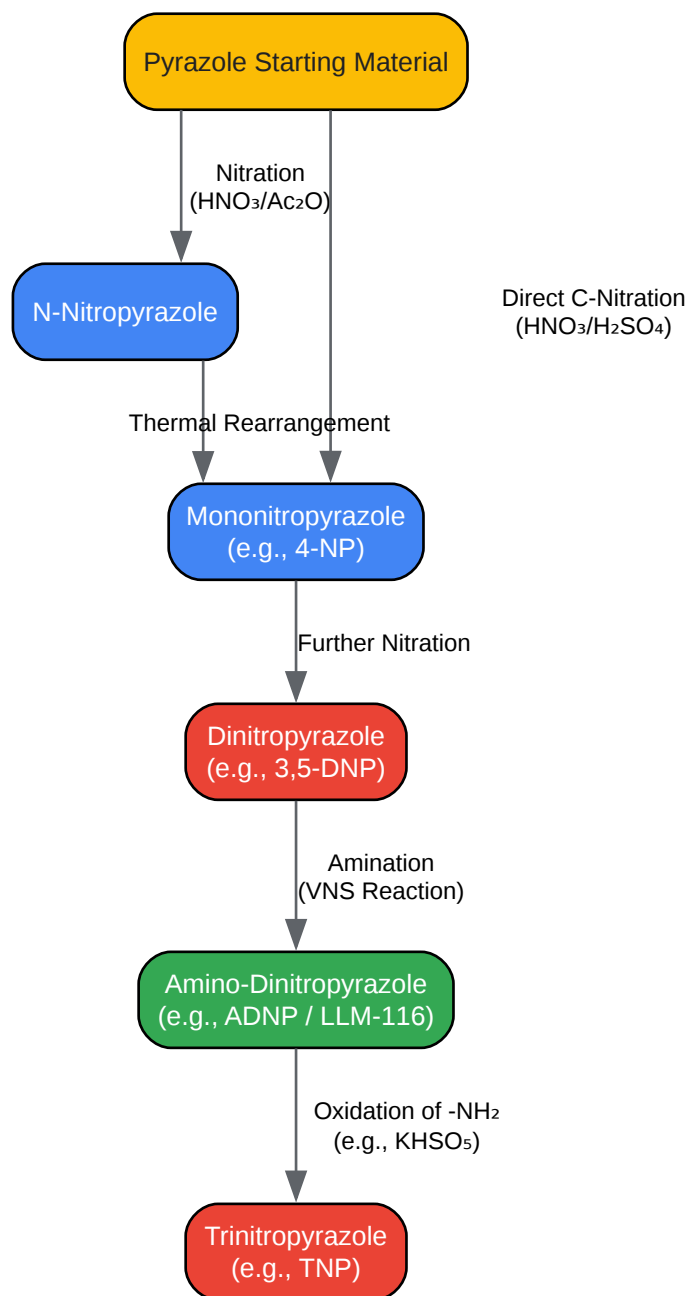 Pyrazole Starting Material
Nitration
(HNO₃/Ac₂O)
N-Nitropyrazole
Direct C-Nitration
(HNO₃/H₂SO₄)
Thermal Rearrangement
Mononitropyrazole
(e.g., 4-NP)
Further Nitration
Dinitropyrazole
(e.g., 3,5-DNP)
Amination
(VNS Reaction)
Amino-Dinitropyrazole
(e.g., ADNP / LLM-116)
Oxidation of -NH₂
(e.g., KHSO₅)
Trinitropyrazole
(e.g., TNP)